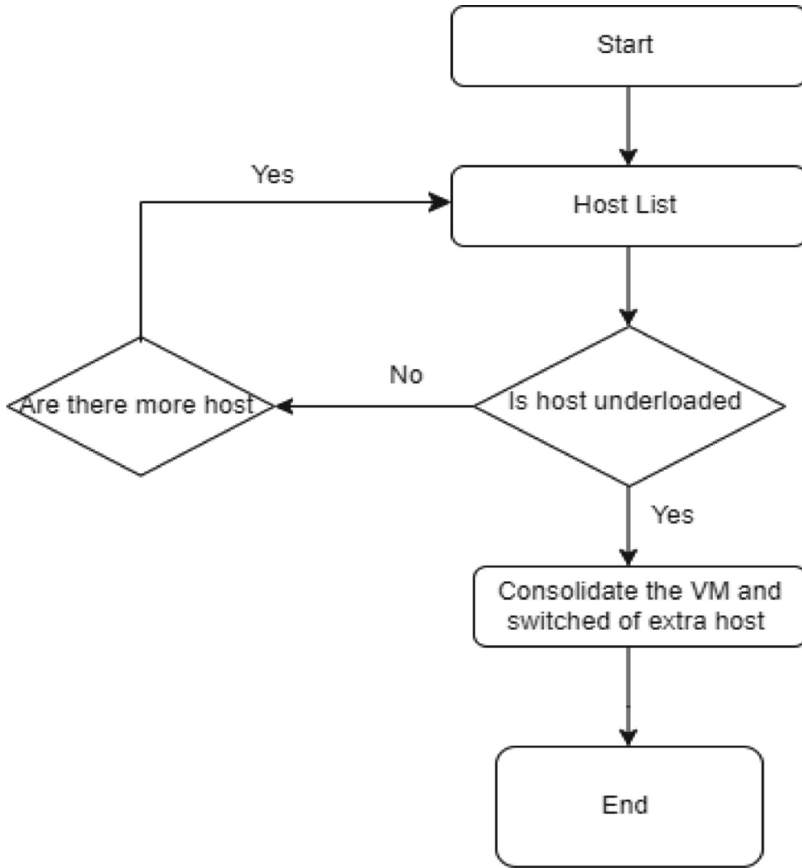 Start
Yes
Host List
No
Are there more host
Is host underloaded
Yes
Consolidate the VM and
switched of extra host
End